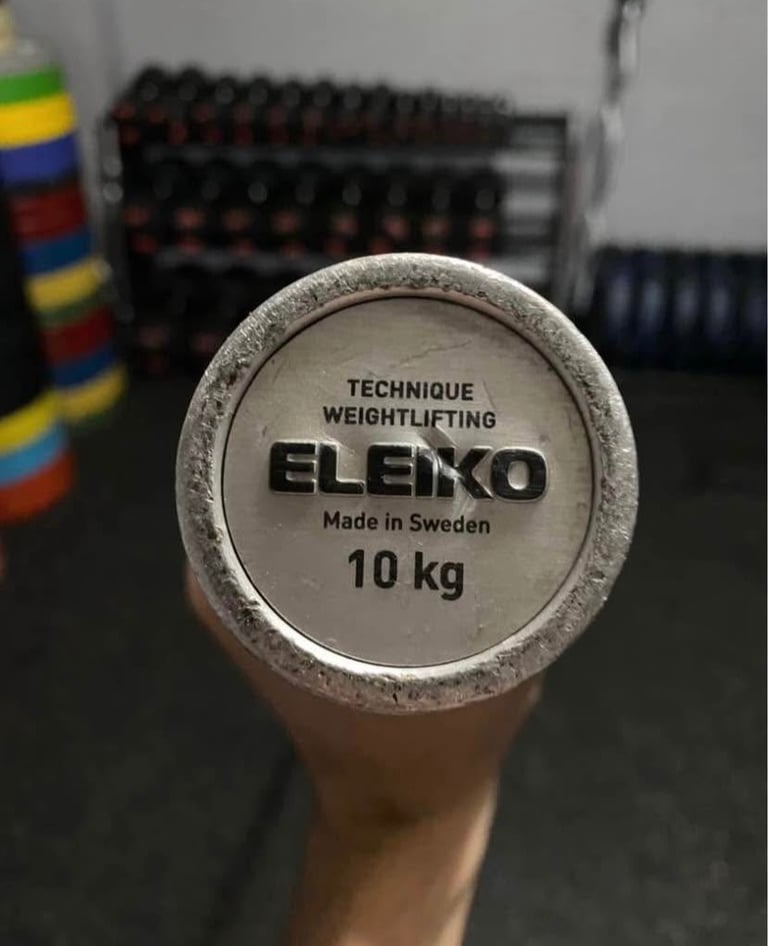 TECHNIQUE
WEIGHTLIFTING
ELEIKO
Made in Sweden
10 kg